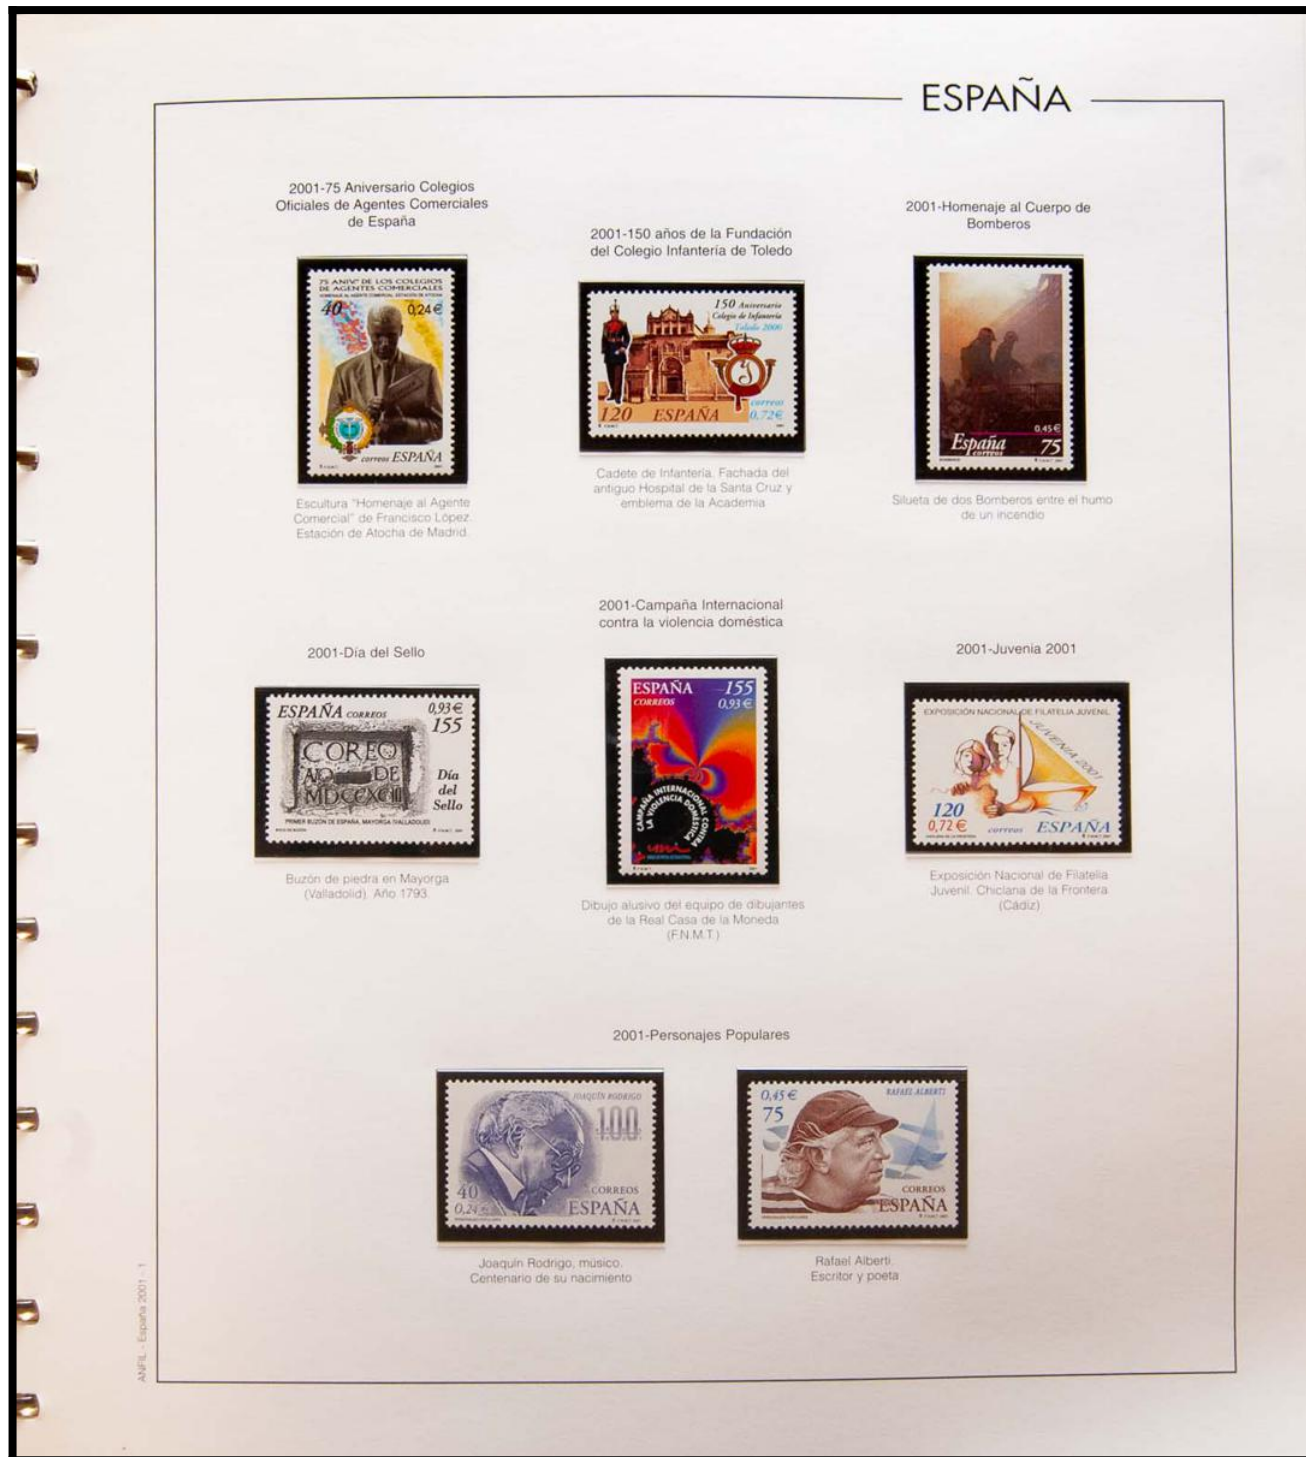 ESPAÑA
2001-75 Aniversario Colegios
Oficiales de Agentes Comerciales
de España
75 ANIVº DE LOS COLEGIOS
DE AGENTES COMERCIALES
HOMENAJE AL AGENTE COMERCIAL. ESTACIÓN DE ATOCHA
40 0,24€
correos ESPAÑA
Escultura "Homenaje al Agente
Comercial" de Francisco López.
Estación de Atocha de Madrid.
2001-150 años de la Fundación
del Colegio Infantería de Toledo
150 Aniversario
Colegio de Infantería
Toledo 2000
correos
120 ESPAÑA 0,72€
Cadete de Infantería. Fachada del
antiguo Hospital de la Santa Cruz y
emblema de la Academia
2001-Homenaje al Cuerpo de
Bomberos
0.45€
España 75
correos
Silueta de dos Bomberos entre el humo
de un incendio
2001-Día del Sello
ESPAÑA CORREOS 0,93€
155
COREO
AÑO DE
MDCCXCIII
Día
del
Sello
PRIMER BUZÓN DE ESPAÑA. MAYORGA (VALLADOLID)
Buzón de piedra en Mayorga
(Valladolid). Año 1793.
2001-Campaña Internacional
contra la violencia doméstica
ESPAÑA 155
CORREOS 0,93€
CAMPAÑA INTERNACIONAL CONTRA
LA VIOLENCIA DOMÉSTICA
Dibujo alusivo del equipo de dibujantes
de la Real Casa de la Moneda
(F.N.M.T.)
2001-Juvenia 2001
EXPOSICIÓN NACIONAL DE FILATELIA JUVENIL
JUVENIA 2001
120
0,72€ correos ESPAÑA
Exposición Nacional de Filatelia
Juvenil. Chiclana de la Frontera
(Cádiz)
2001-Personajes Populares
JOAQUÍN RODRIGO
100
40 CORREOS
0,24€ ESPAÑA
Joaquín Rodrigo, músico.
Centenario de su nacimiento
0,45€ RAFAEL ALBERTI
75
CORREOS
ESPAÑA
Rafael Alberti.
Escritor y poeta
ANFIL - España 2001 - 1